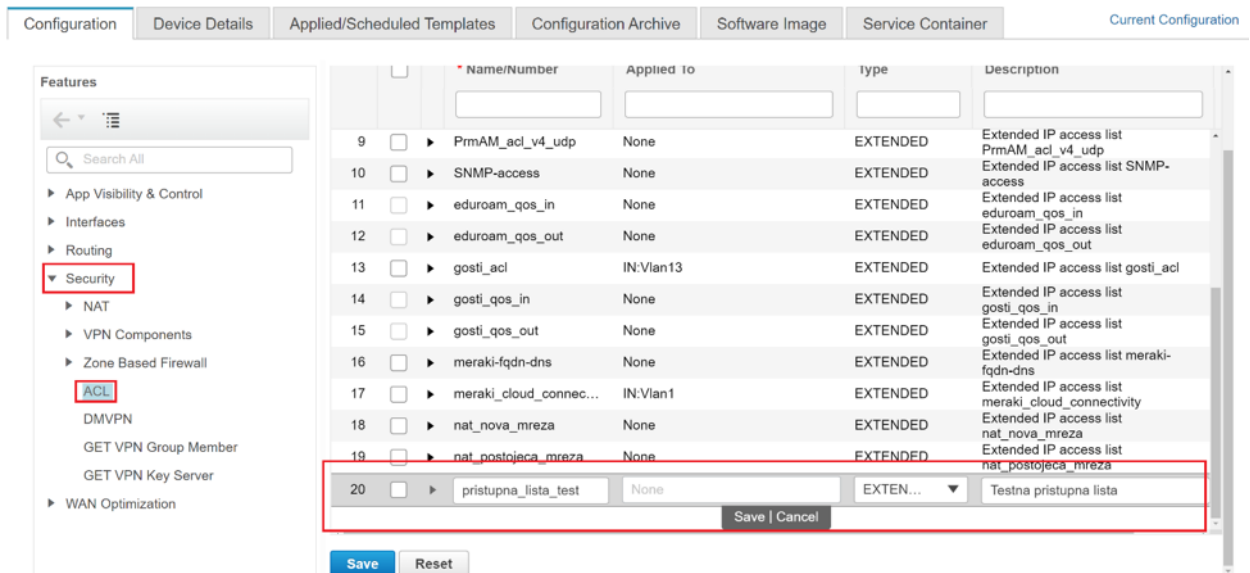 Configuration Device Details Applied/Scheduled Templates Configuration Archive Software Image Service Container Current Configuration
Features
Search All
App Visibility & Control
Interfaces
Routing
Security
NAT
VPN Components
Zone Based Firewall
ACL
DMVPN
GET VPN Group Member
GET VPN Key Server
WAN Optimization
* Name/Number Applied To Type Description
9 PrmAM_acl_v4_udp None EXTENDED Extended IP access list
PrmAM_acl_v4_udp
10 SNMP-access None EXTENDED Extended IP access list SNMP-
access
11 eduroam_qos_in None EXTENDED Extended IP access list
eduroam_qos_in
12 eduroam_qos_out None EXTENDED Extended IP access list
eduroam_qos_out
13 gosti_acl IN:Vlan13 EXTENDED Extended IP access list gosti_acl
14 gosti_qos_in None EXTENDED Extended IP access list
gosti_qos_in
15 gosti_qos_out None EXTENDED Extended IP access list
gosti_qos_out
16 meraki-fqdn-dns None EXTENDED Extended IP access list meraki-
fqdn-dns
17 meraki_cloud_connec... IN:Vlan1 EXTENDED Extended IP access list
meraki_cloud_connectivity
18 nat_nova_mreza None EXTENDED Extended IP access list
nat_nova_mreza
19 nat_postojeca_mreza None EXTENDED Extended IP access list
nat_postojeca_mreza
20 pristupna_lista_test None EXTEN... Testna pristupna lista
Save | Cancel
Save Reset